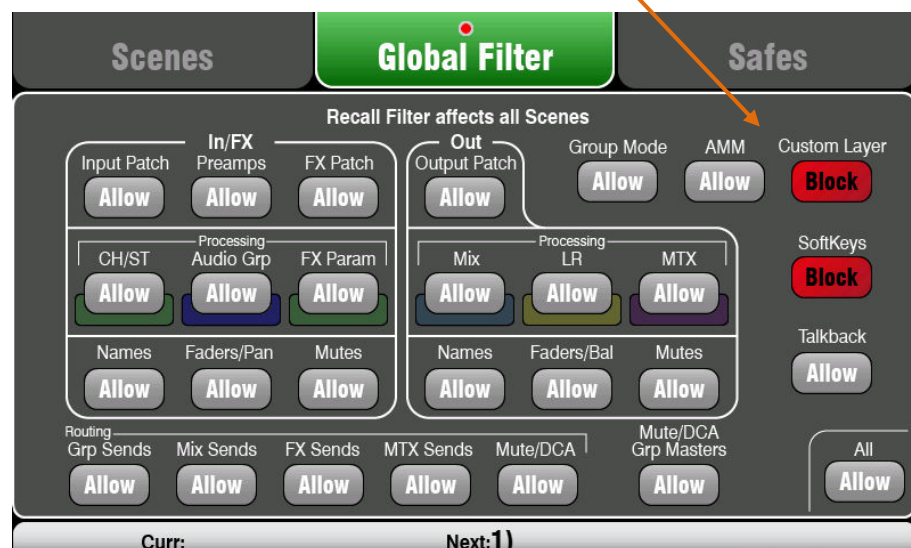 Scenes Global Filter Safes
Recall Filter affects all Scenes
In/FX Out
Input Patch Preamps FX Patch Output Patch Group Mode AMM Custom Layer
Allow Allow Allow Allow Allow Allow Block
Processing Processing
CH/ST Audio Grp FX Param Mix LR MTX SoftKeys
Allow Allow Allow Allow Allow Allow Block
Names Faders/Pan Mutes Names Faders/Bal Mutes Talkback
Allow Allow Allow Allow Allow Allow Allow
Routing
Grp Sends Mix Sends FX Sends MTX Sends Mute/DCA Mute/DCA Grp Masters All
Allow Allow Allow Allow Allow Allow Allow
Curr: Next:1)